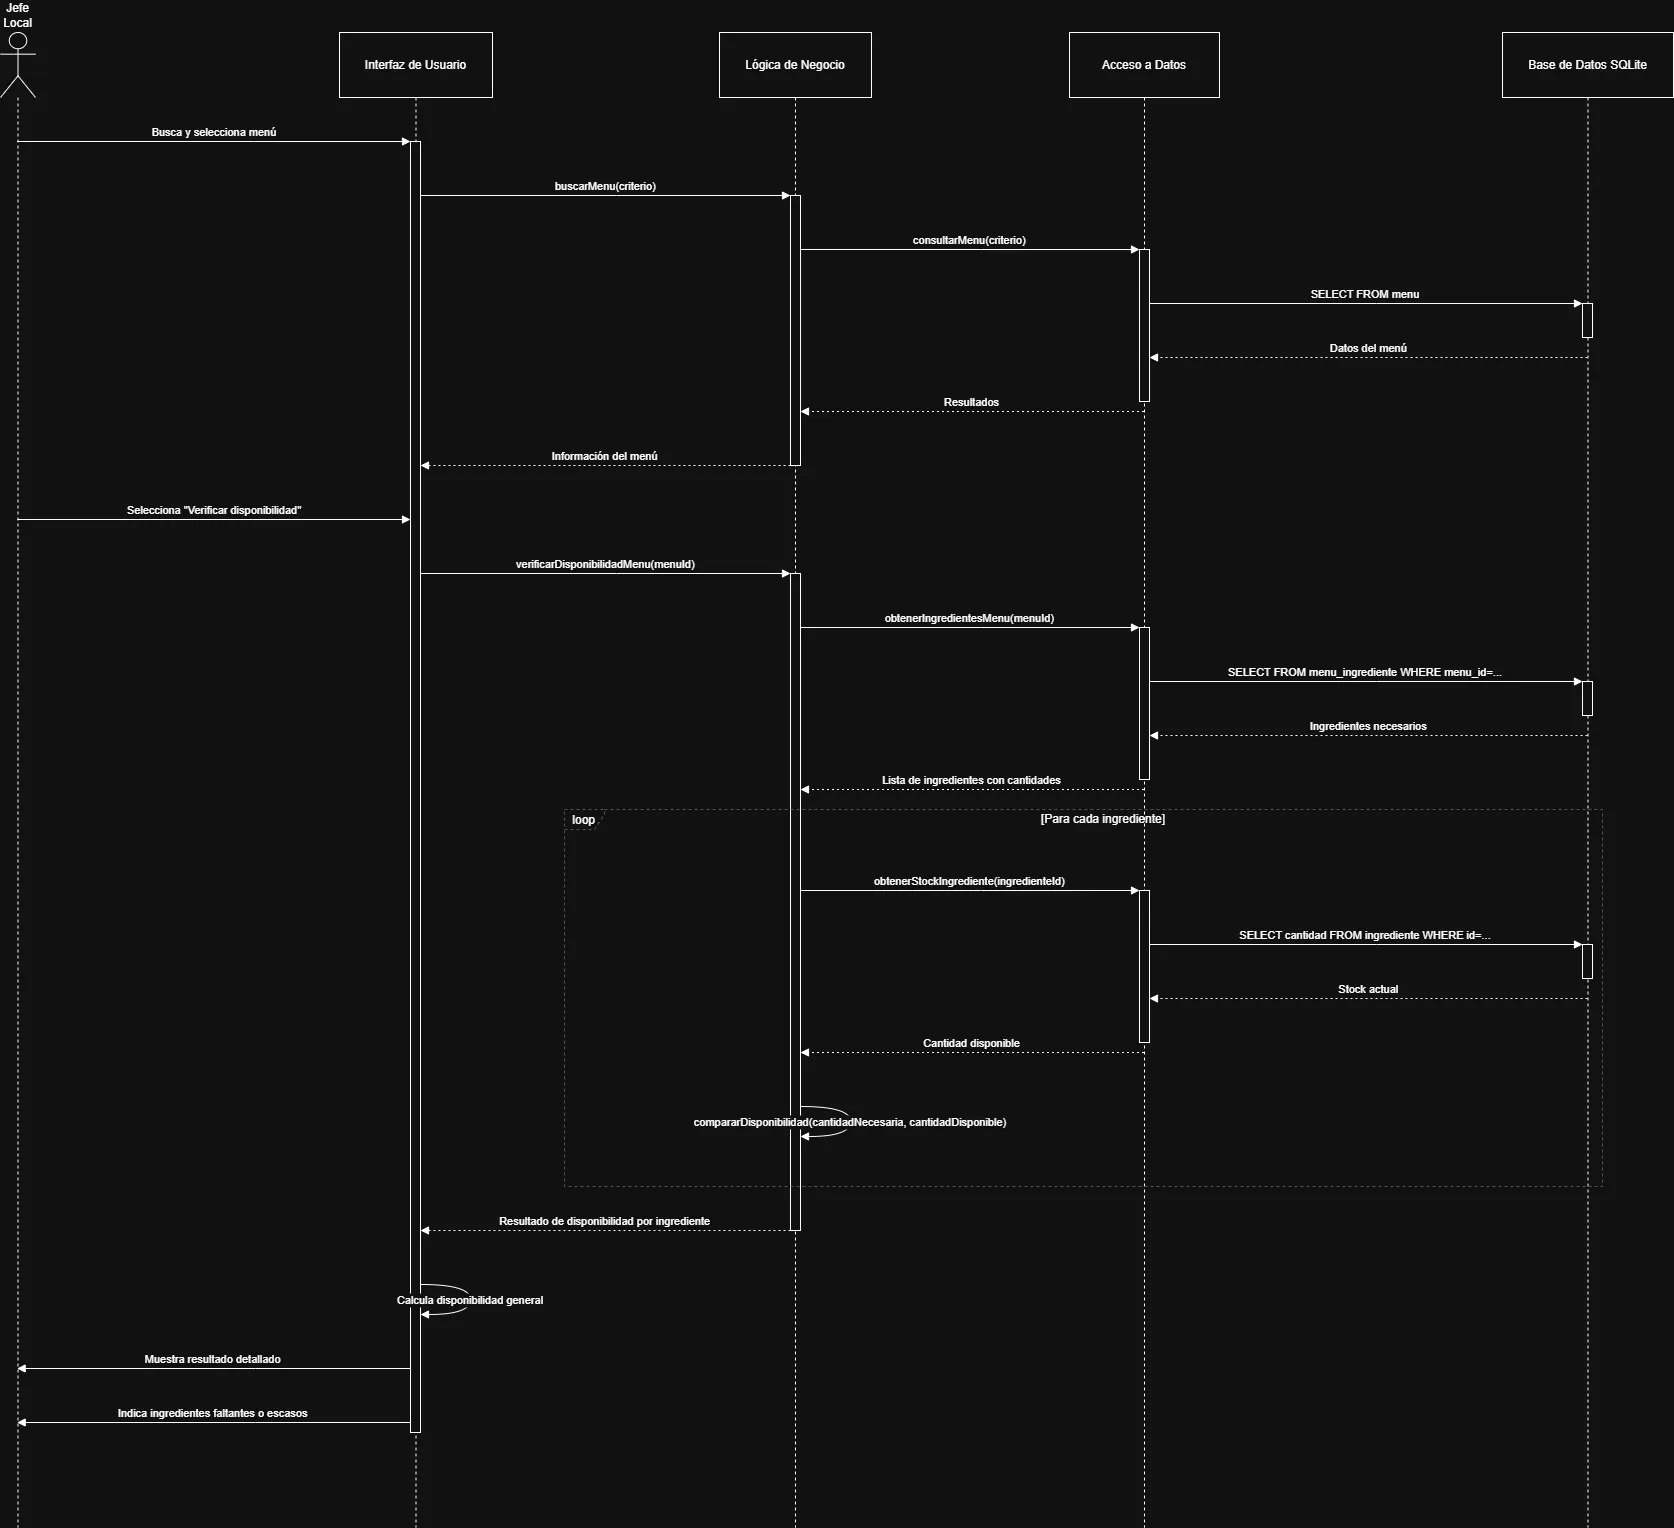 Jefe
Local
Interfaz de Usuario
Lógica de Negocio
Acceso a Datos
Base de Datos SQLite
Busca y selecciona menú
buscarMenu(criterio)
consultarMenu(criterio)
SELECT FROM menu
Datos del menú
Resultados
Información del menú
Selecciona "Verificar disponibilidad"
verificarDisponibilidadMenu(menuId)
obtenerIngredientesMenu(menuId)
SELECT FROM menu_ingrediente WHERE menu_id=...
Ingredientes necesarios
Lista de ingredientes con cantidades
loop
[Para cada ingrediente]
obtenerStockIngrediente(ingredienteId)
SELECT cantidad FROM ingrediente WHERE id=...
Stock actual
Cantidad disponible
compararDisponibilidad(cantidadNecesaria, cantidadDisponible)
Resultado de disponibilidad por ingrediente
Calcula disponibilidad general
Muestra resultado detallado
Indica ingredientes faltantes o escasos